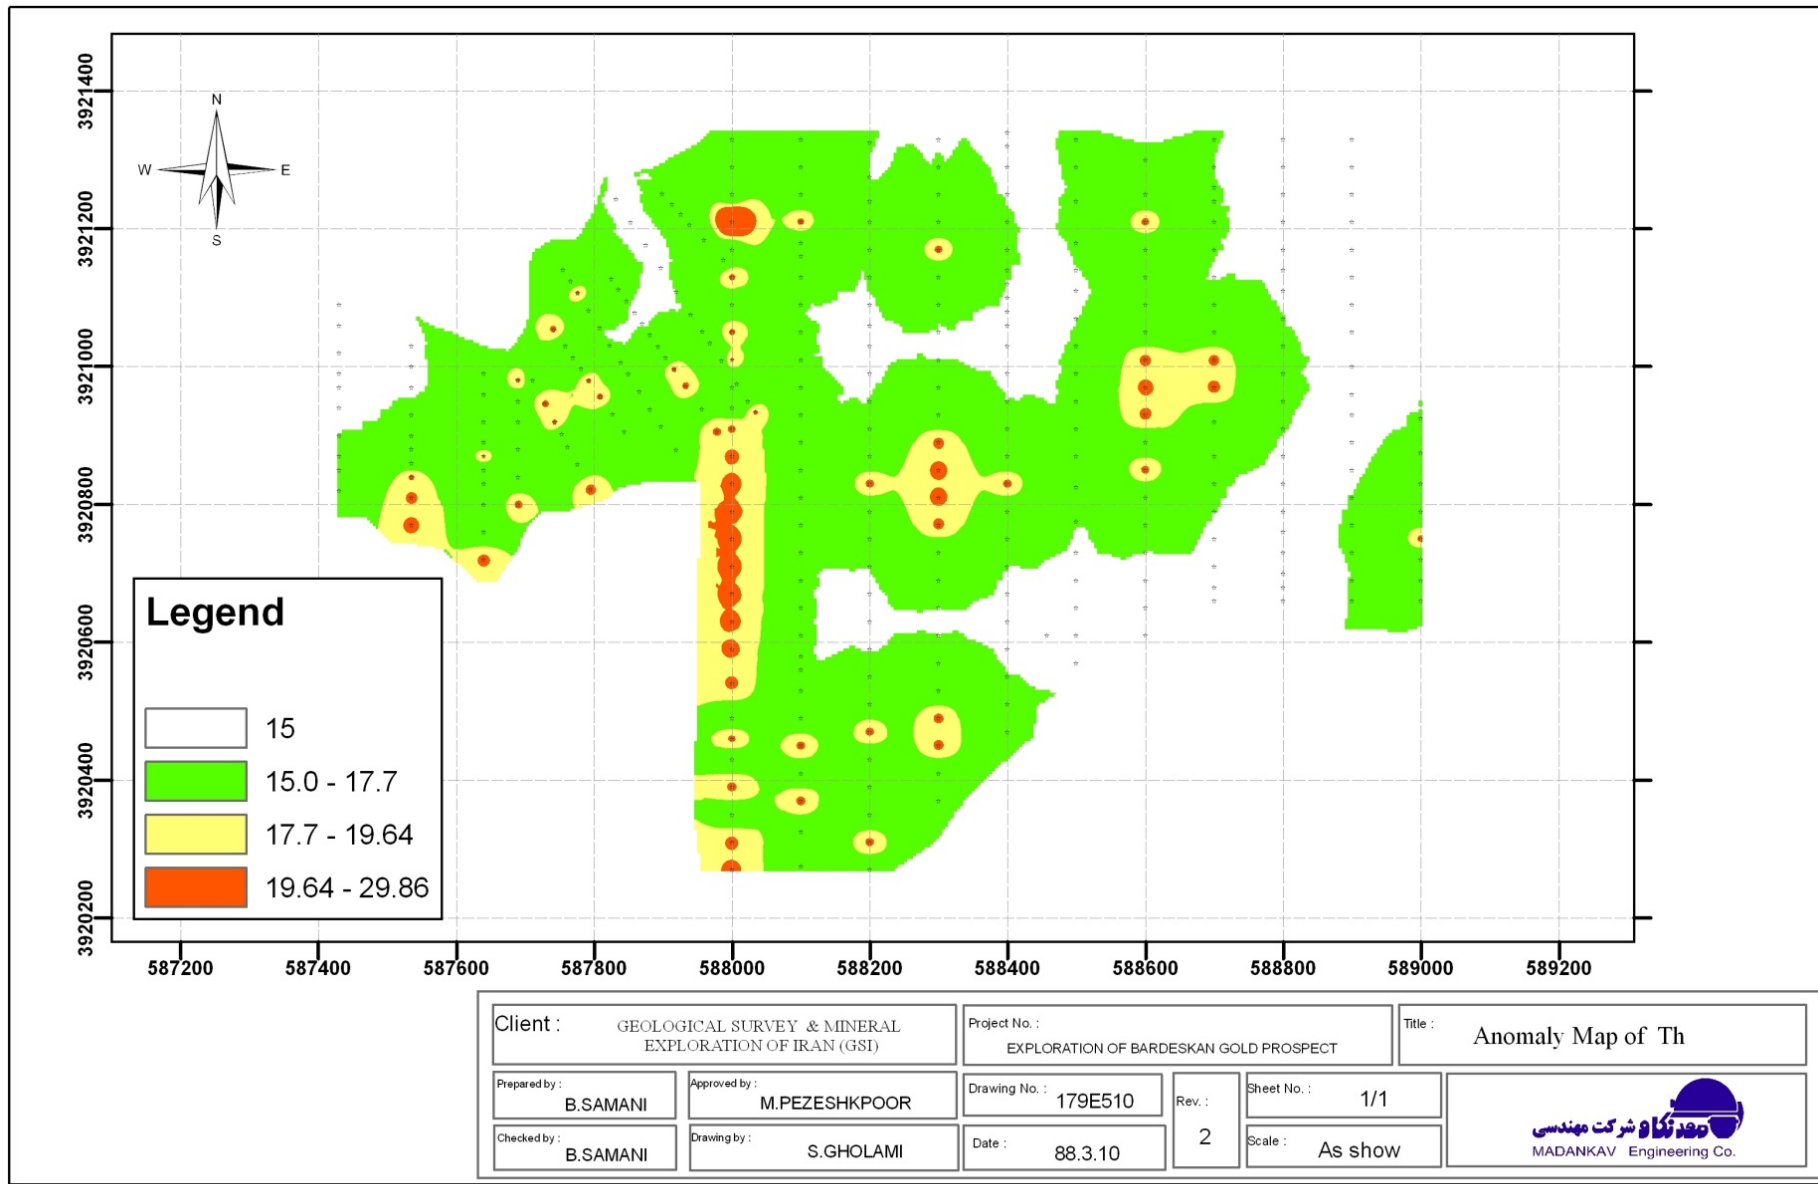 3921400
3921200
3921000
3920800
3920600
3920400
3920200
N
W
E
S
Legend
15
15.0 - 17.7
17.7 - 19.64
19.64 - 29.86
587200 587400 587600 587800 588000 588200 588400 588600 588800 589000 589200
Client : GEOLOGICAL SURVEY & MINERAL
EXPLORATION OF IRAN (GSI)
Project No. :
EXPLORATION OF BARDESKAN GOLD PROSPECT
Title : Anomaly Map of Th
Prepared by :
B.SAMANI
Approved by :
M.PEZESHKPOOR
Drawing No. : 179E510
Rev. :
2
Sheet No. : 1/1
Checked by :
B.SAMANI
Drawing by :
S.GHOLAMI
Date : 88.3.10
Scale : As show
شرکت مهندسی معدنکاو
MADANKAV Engineering Co.